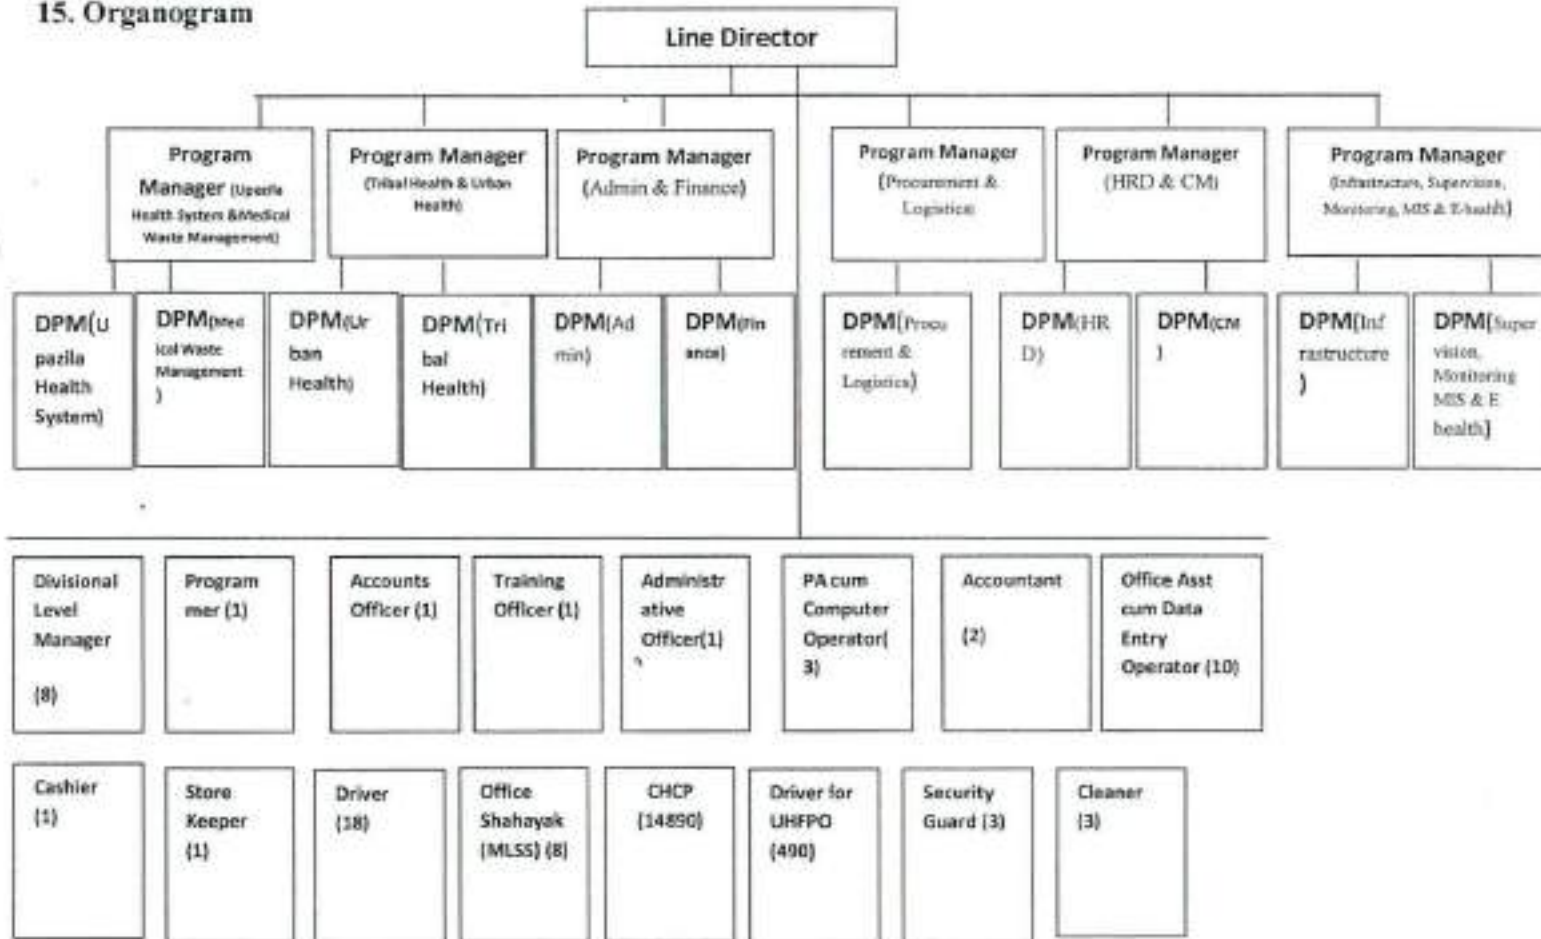 15. Organogram
Line Director
Program
Manager (Upazila
Health System &Medical
Waste Management)
Program Manager
(Tribal Health & Urban
Health)
Program Manager
(Admin & Finance)
Program Manager
(Procurement &
Logistics)
Program Manager
(HRD & CM)
Program Manager
(Infrastructure, Supervision,
Monitoring, MIS & E-health)
DPM(U
pazila
Health
System)
DPM(Med
ical Waste
Management
)
DPM(Ur
ban
Health)
DPM(Tri
bal
Health)
DPM(Ad
min)
DPM(Fin
ance)
DPM(Procu
rement &
Logistics)
DPM(HR
D)
DPM(CM
)
DPM(Inf
rastructure
)
DPM(Super
vision,
Monitoring
MIS & E
health)
Divisional
Level
Manager
(8)
Program
mer (1)
Accounts
Officer (1)
Training
Officer (1)
Administr
ative
Officer(1)
PA cum
Computer
Operator(
3)
Accountant
(2)
Office Asst
cum Data
Entry
Operator (10)
Cashier
(1)
Store
Keeper
(1)
Driver
(18)
Office
Shahayak
(MLSS) (8)
CHCP
(14890)
Driver for
UHFPO
(490)
Security
Guard (3)
Cleaner
(3)